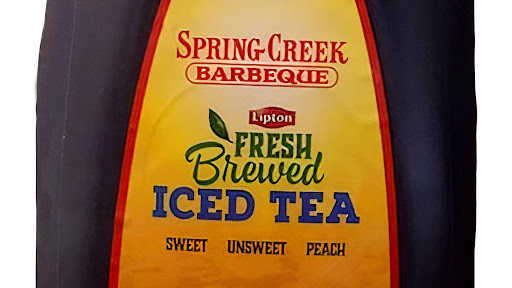 SPRING CREEK
BARBEQUE
Lipton
FRESH
Brewed
ICED TEA
SWEET UNSWEET PEACH